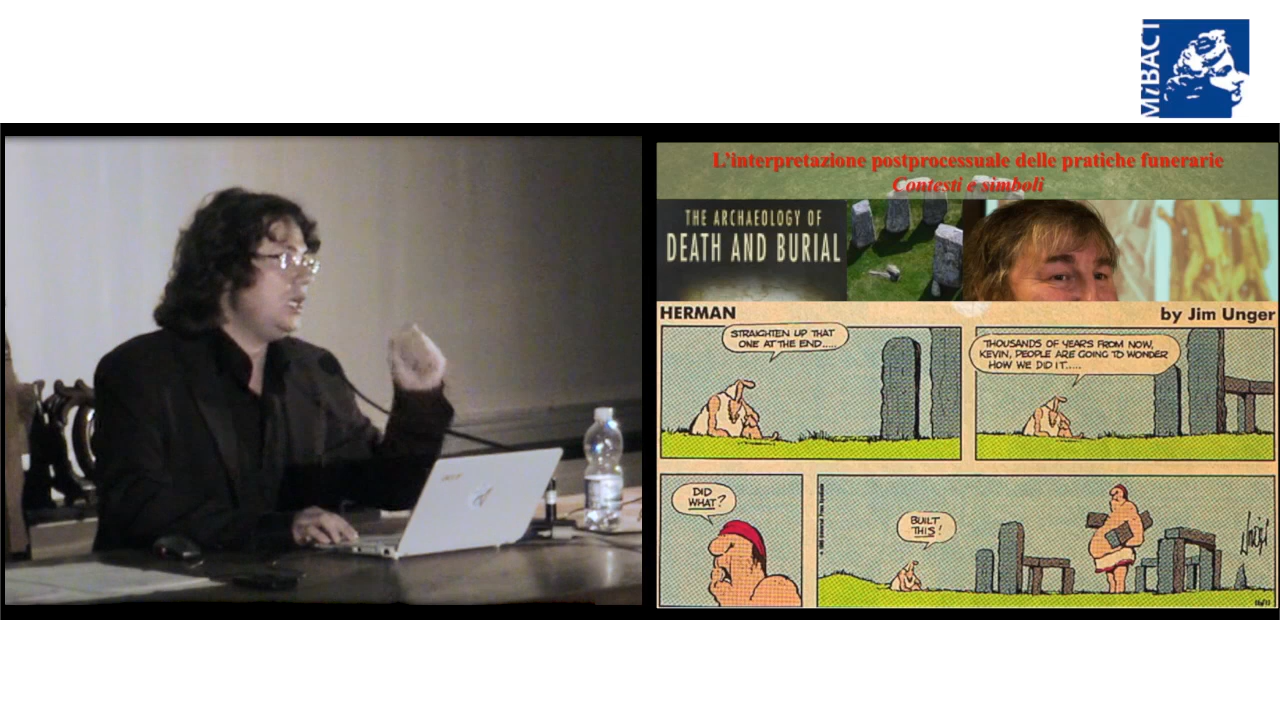 MiBACT
L'interpretazione postprocessuale delle pratiche funerarie
Contesti e simboli
THE ARCHAEOLOGY OF
DEATH AND BURIAL
HERMAN
by Jim Unger
STRAIGHTEN UP THAT
ONE AT THE END.....
THOUSANDS OF YEARS FROM NOW,
KEVIN, PEOPLE ARE GOING TO WONDER
HOW WE DID IT.....
DID
WHAT?
BUILT
THIS!
acer